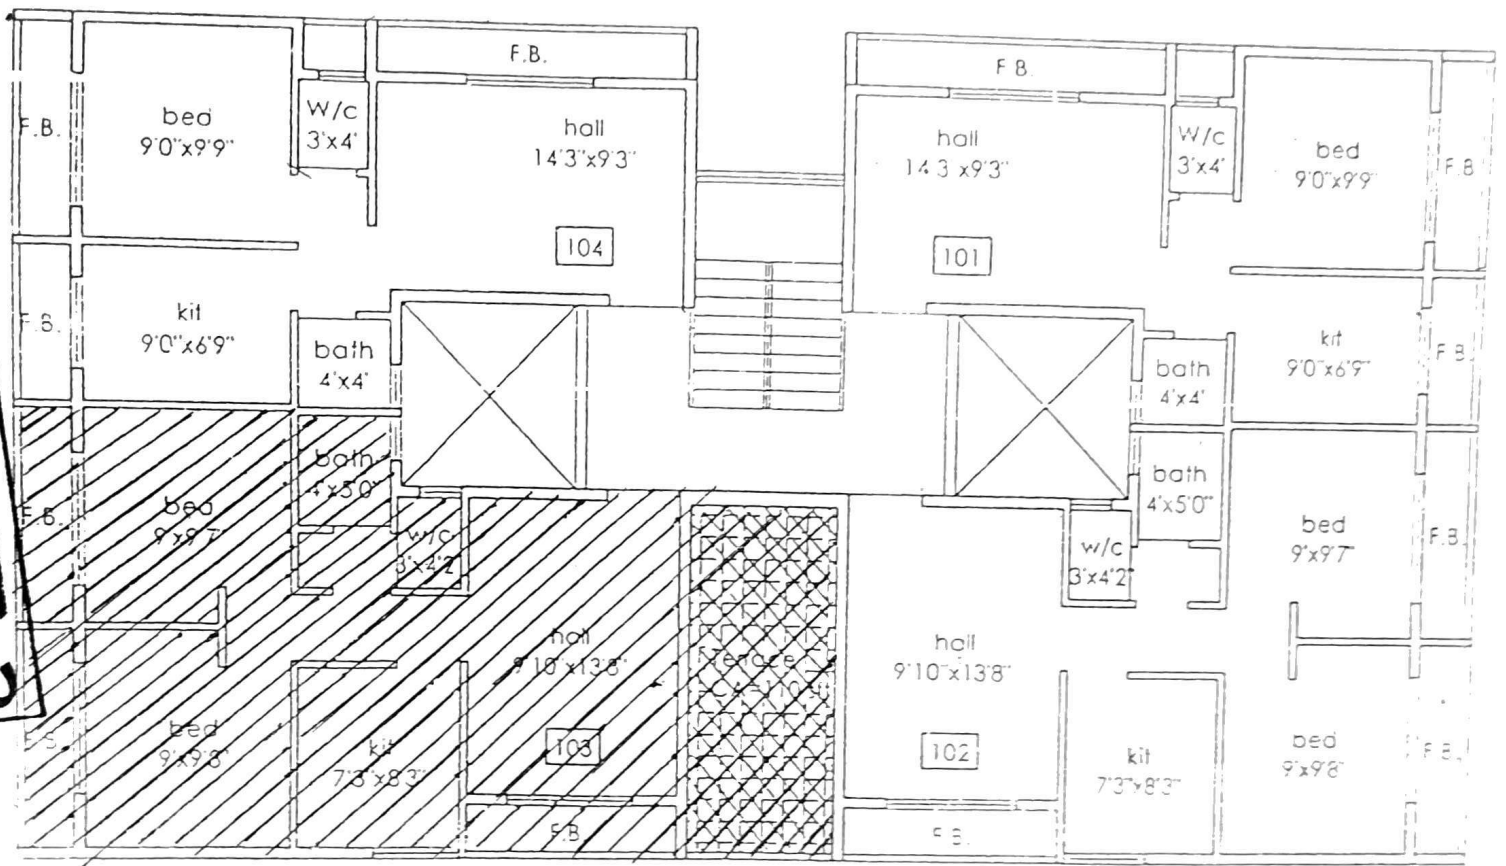 F.B.
bed
9'0"x9'9"
F.B.
W/c
3'x4'
hall
14'3"x9'3"
104
kit
9'0"x6'9"
F.B.
bath
4'x4'
F.B.
hall
14'3"x9'3"
101
W/c
3'x4'
bed
9'0"x9'9"
F.B
kit
9'0"x6'9"
F.B.
bath
4'x4'
bath
4'x5'0"
bed
9'x9'7"
F.B.
w/c
3'x4'2"
hall
9'10"x13'8"
103
bed
9'x9'8"
F.B.
kit
7'3"x8'3"
F.B
Terrace
bath
4'x5'0"
w/c
3'x4'2"
bed
9'x9'7"
F.B.
hall
9'10"x13'8"
102
kit
7'3"x8'3"
bed
9'x9'8"
F.B.
F.B.